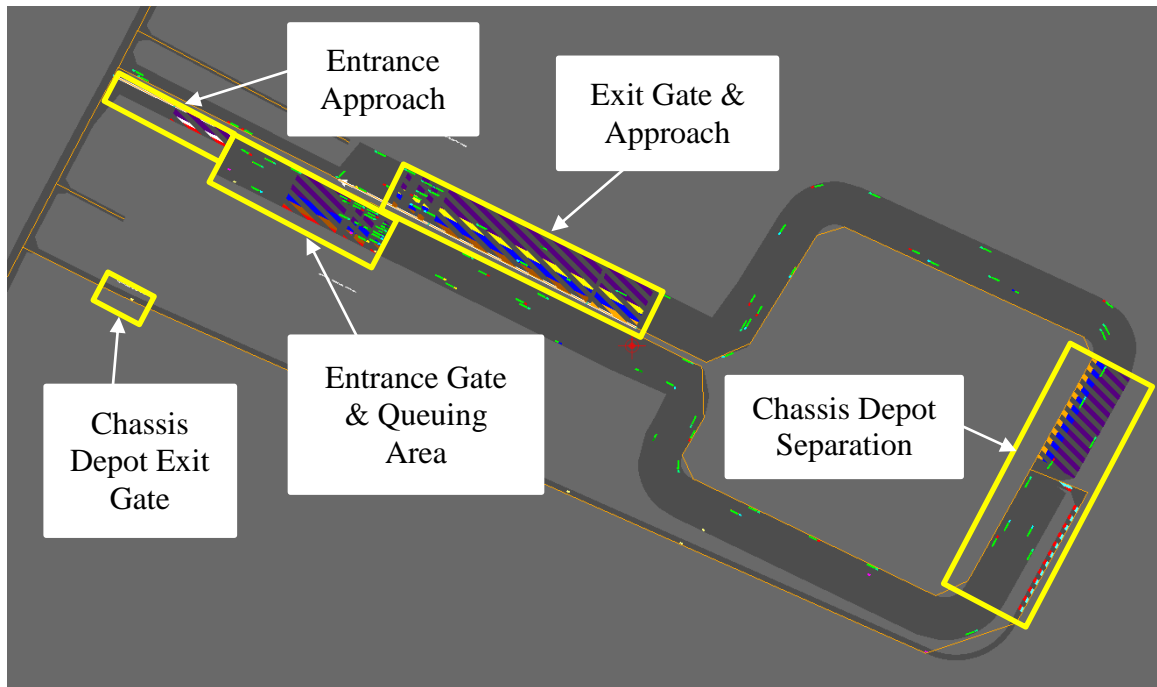 Entrance
Approach
Exit Gate &
Approach
Chassis
Depot Exit
Gate
Entrance Gate
& Queuing
Area
Chassis Depot
Separation